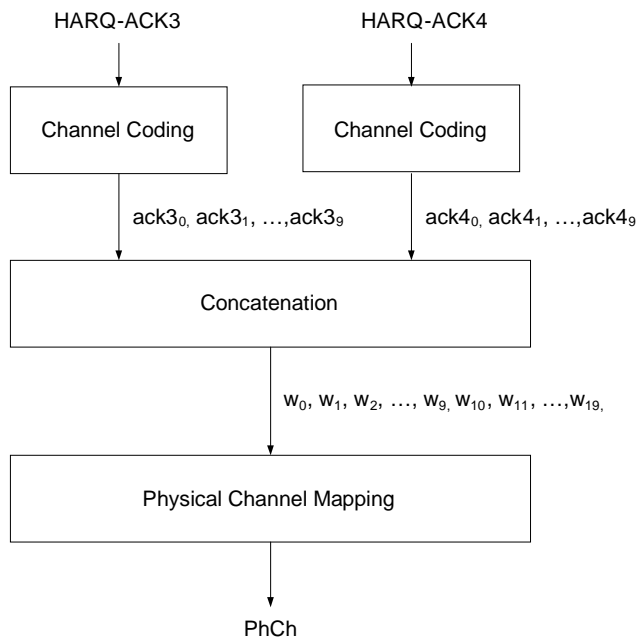 HARQ-ACK3 HARQ-ACK4
Channel Coding Channel Coding
ack3₀, ack3₁, …,ack3₉ ack4₀, ack4₁, …,ack4₉
Concatenation
w₀, w₁, w₂, …, w₉, w₁₀, w₁₁, …,w₁₉,
Physical Channel Mapping
PhCh